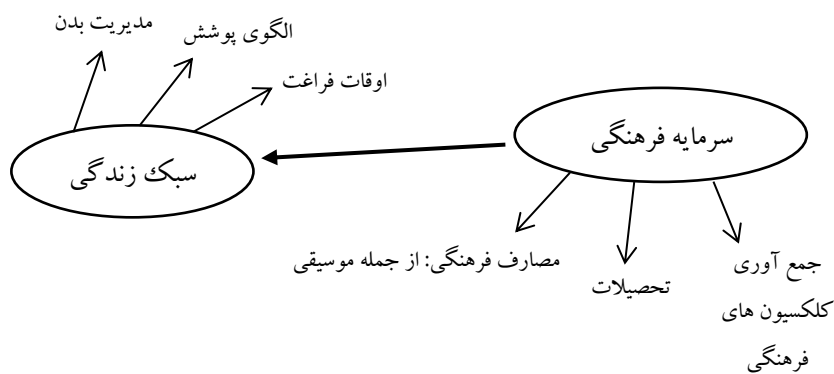 مدیریت بدن
الگوی پوشش
اوقات فراغت
سرمایه فرهنگی
سبک زندگی
مصارف فرهنگی: از جمله موسیقی
تحصیلات
جمع آوری
کلکسیون های
فرهنگی